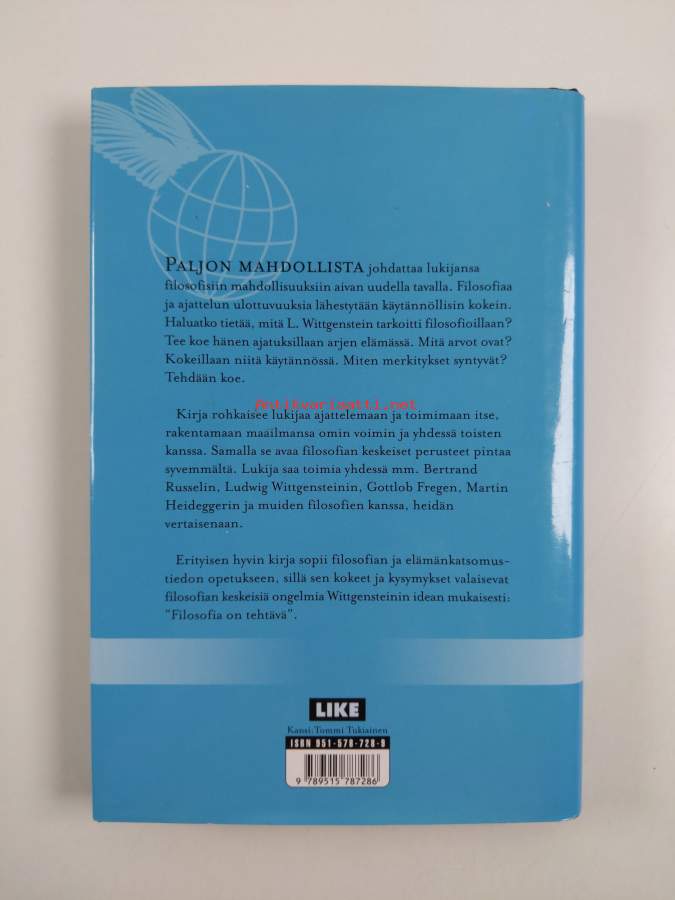 PALJON MAHDOLLISTA johdattaa lukijansa
filosofisiin mahdollisuuksiin aivan uudella tavalla. Filosofiaa
ja ajattelun ulottuvuuksia lähestytään käytännöllisin kokein.
Haluatko tietää, mitä L. Wittgenstein tarkoitti filosofioillaan?
Tee koe hänen ajatuksillaan arjen elämässä. Mitä arvot ovat?
Kokeillaan niitä käytännössä. Miten merkitykset syntyvät?
Tehdään koe.
Antikvariaatti.net
Kirja rohkaisee lukijaa ajattelemaan ja toimimaan itse,
rakentamaan maailmansa omin voimin ja yhdessä toisten
kanssa. Samalla se avaa filosofian keskeiset perusteet pintaa
syvemmältä. Lukija saa toimia yhdessä mm. Bertrand
Russelin, Ludwig Wittgensteinin, Gottlob Fregen, Martin
Heideggerin ja muiden filosofien kanssa, heidän
vertaisenaan.
Erityisen hyvin kirja sopii filosofian ja elämänkatsomus-
tiedon opetukseen, sillä sen kokeet ja kysymykset valaisevat
filosofian keskeisiä ongelmia Wittgensteinin idean mukaisesti:
"Filosofia on tehtävä".
LIKE
Kansi: Tommi Tukiainen
ISBN 951-578-728-9
9 789515 787286